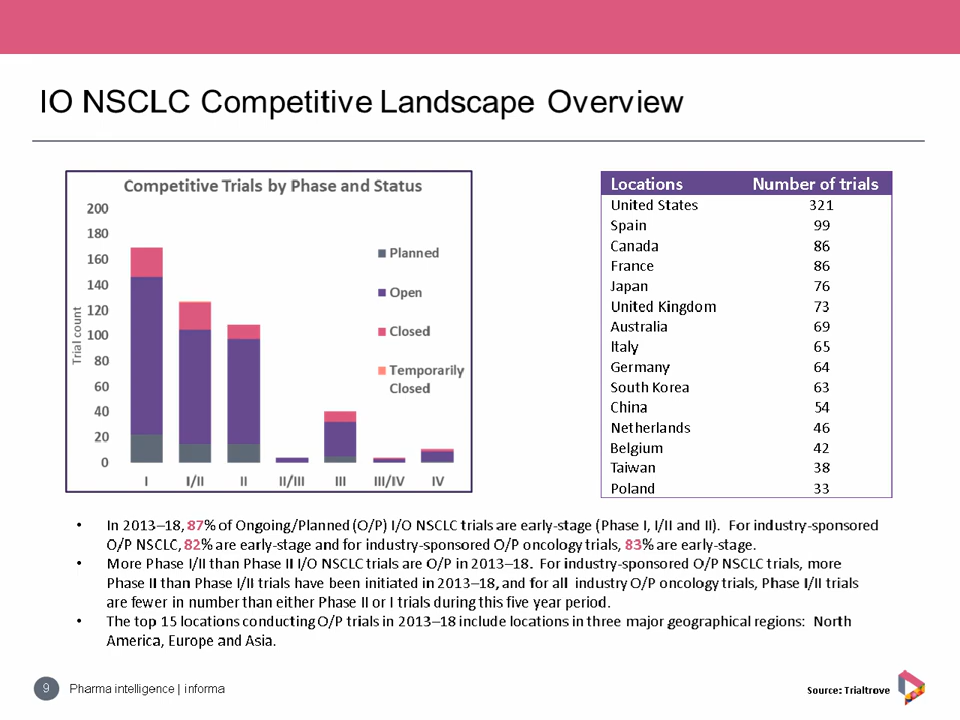 IO NSCLC Competitive Landscape Overview
Competitive Trials by Phase and Status
200
180
160
140
120
100
80
60
40
20
0
Trial count
Planned
Open
Closed
Temporarily
Closed
I I/II II II/III III III/IV IV
Locations Number of trials
United States 321
Spain 99
Canada 86
France 86
Japan 76
United Kingdom 73
Australia 69
Italy 65
Germany 64
South Korea 63
China 54
Netherlands 46
Belgium 42
Taiwan 38
Poland 33
• In 2013–18, 87% of Ongoing/Planned (O/P) I/O NSCLC trials are early-stage (Phase I, I/II and II). For industry-sponsored
O/P NSCLC, 82% are early-stage and for industry-sponsored O/P oncology trials, 83% are early-stage.
• More Phase I/II than Phase II I/O NSCLC trials are O/P in 2013–18. For industry-sponsored O/P NSCLC trials, more
Phase II than Phase I/II trials have been initiated in 2013–18, and for all industry O/P oncology trials, Phase I/II trials
are fewer in number than either Phase II or I trials during this five year period.
• The top 15 locations conducting O/P trials in 2013–18 include locations in three major geographical regions: North
America, Europe and Asia.
9 Pharma intelligence | informa
Source: Trialtrove